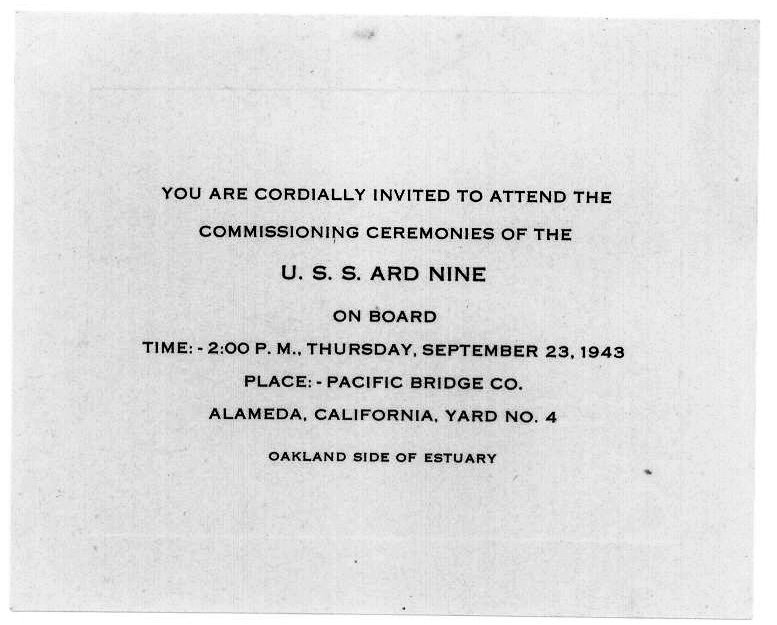 YOU ARE CORDIALLY INVITED TO ATTEND THE
COMMISSIONING CEREMONIES OF THE
U. S. S. ARD NINE
ON BOARD
TIME: - 2:00 P. M., THURSDAY, SEPTEMBER 23, 1943
PLACE: - PACIFIC BRIDGE CO.
ALAMEDA, CALIFORNIA, YARD NO. 4
OAKLAND SIDE OF ESTUARY